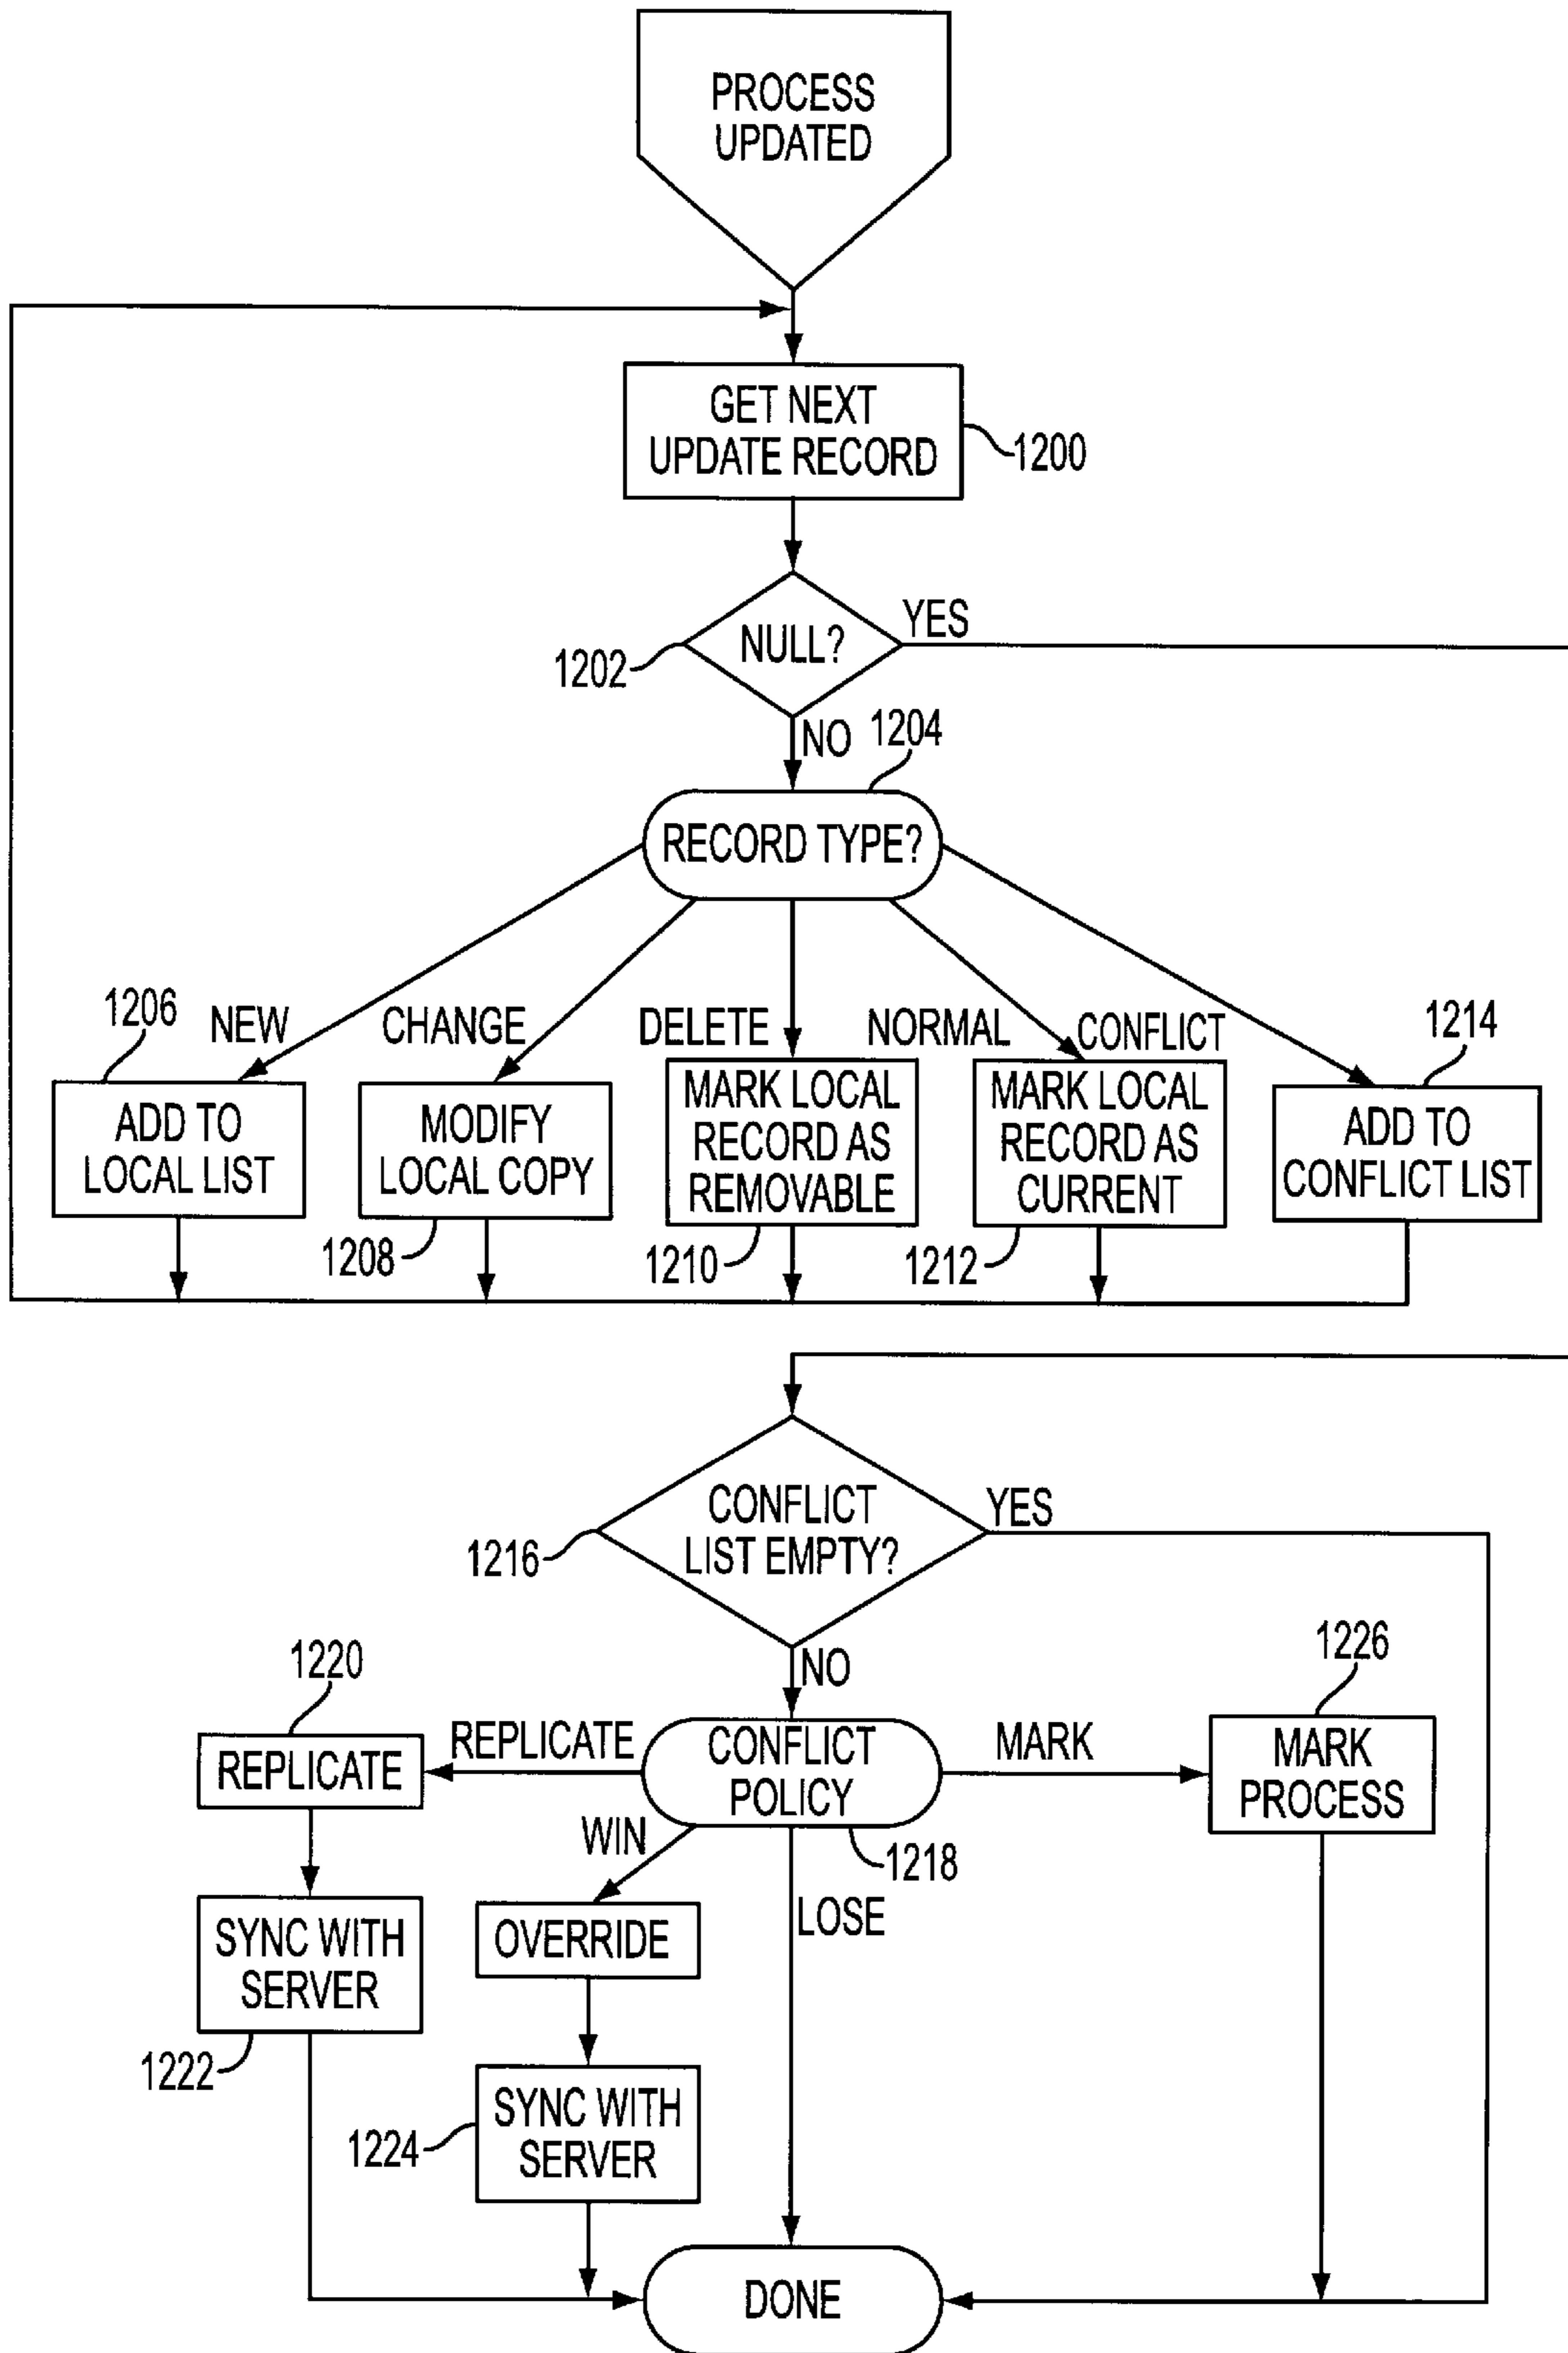 PROCESS
UPDATED
GET NEXT
UPDATE RECORD
1200
NULL?
YES
1202
NO
1204
RECORD TYPE?
1206
NEW
CHANGE
DELETE
NORMAL
CONFLICT
1214
ADD TO
LOCAL LIST
MODIFY
LOCAL COPY
MARK LOCAL
RECORD AS
REMOVABLE
MARK LOCAL
RECORD AS
CURRENT
ADD TO
CONFLICT LIST
1208
1210
1212
CONFLICT
LIST EMPTY?
YES
1216
NO
1220
1226
REPLICATE
REPLICATE
CONFLICT
POLICY
MARK
MARK
PROCESS
WIN
1218
LOSE
SYNC WITH
SERVER
OVERRIDE
1222
SYNC WITH
SERVER
1224
DONE